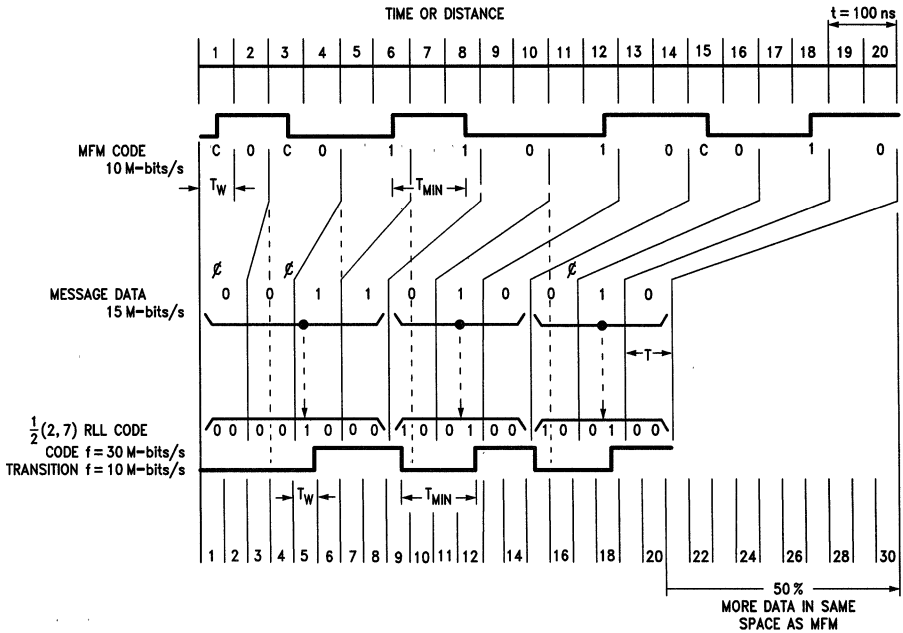 TIME OR DISTANCE
t = 100 ns
1 2 3 4 5 6 7 8 9 10 11 12 13 14 15 16 17 18 19 20
MFM CODE
10 M-bits/s
C 0 C 0 1 1 0 1 0 C 0 1 0
TW
TMIN
₵ ₵ ₵
MESSAGE DATA
15 M-bits/s
0 0 1 1 0 1 0 0 1 0
T
1/2 (2, 7) RLL CODE
CODE f = 30 M-bits/s
TRANSITION f = 10 M-bits/s
0 0 0 0 1 0 0 0 1 0 0 1 0 0 1 0 0 1 0 0
TW
TMIN
1 2 3 4 5 6 7 8 9 10 11 12 14 16 18 20 22 24 26 28 30
50%
MORE DATA IN SAME
SPACE AS MFM